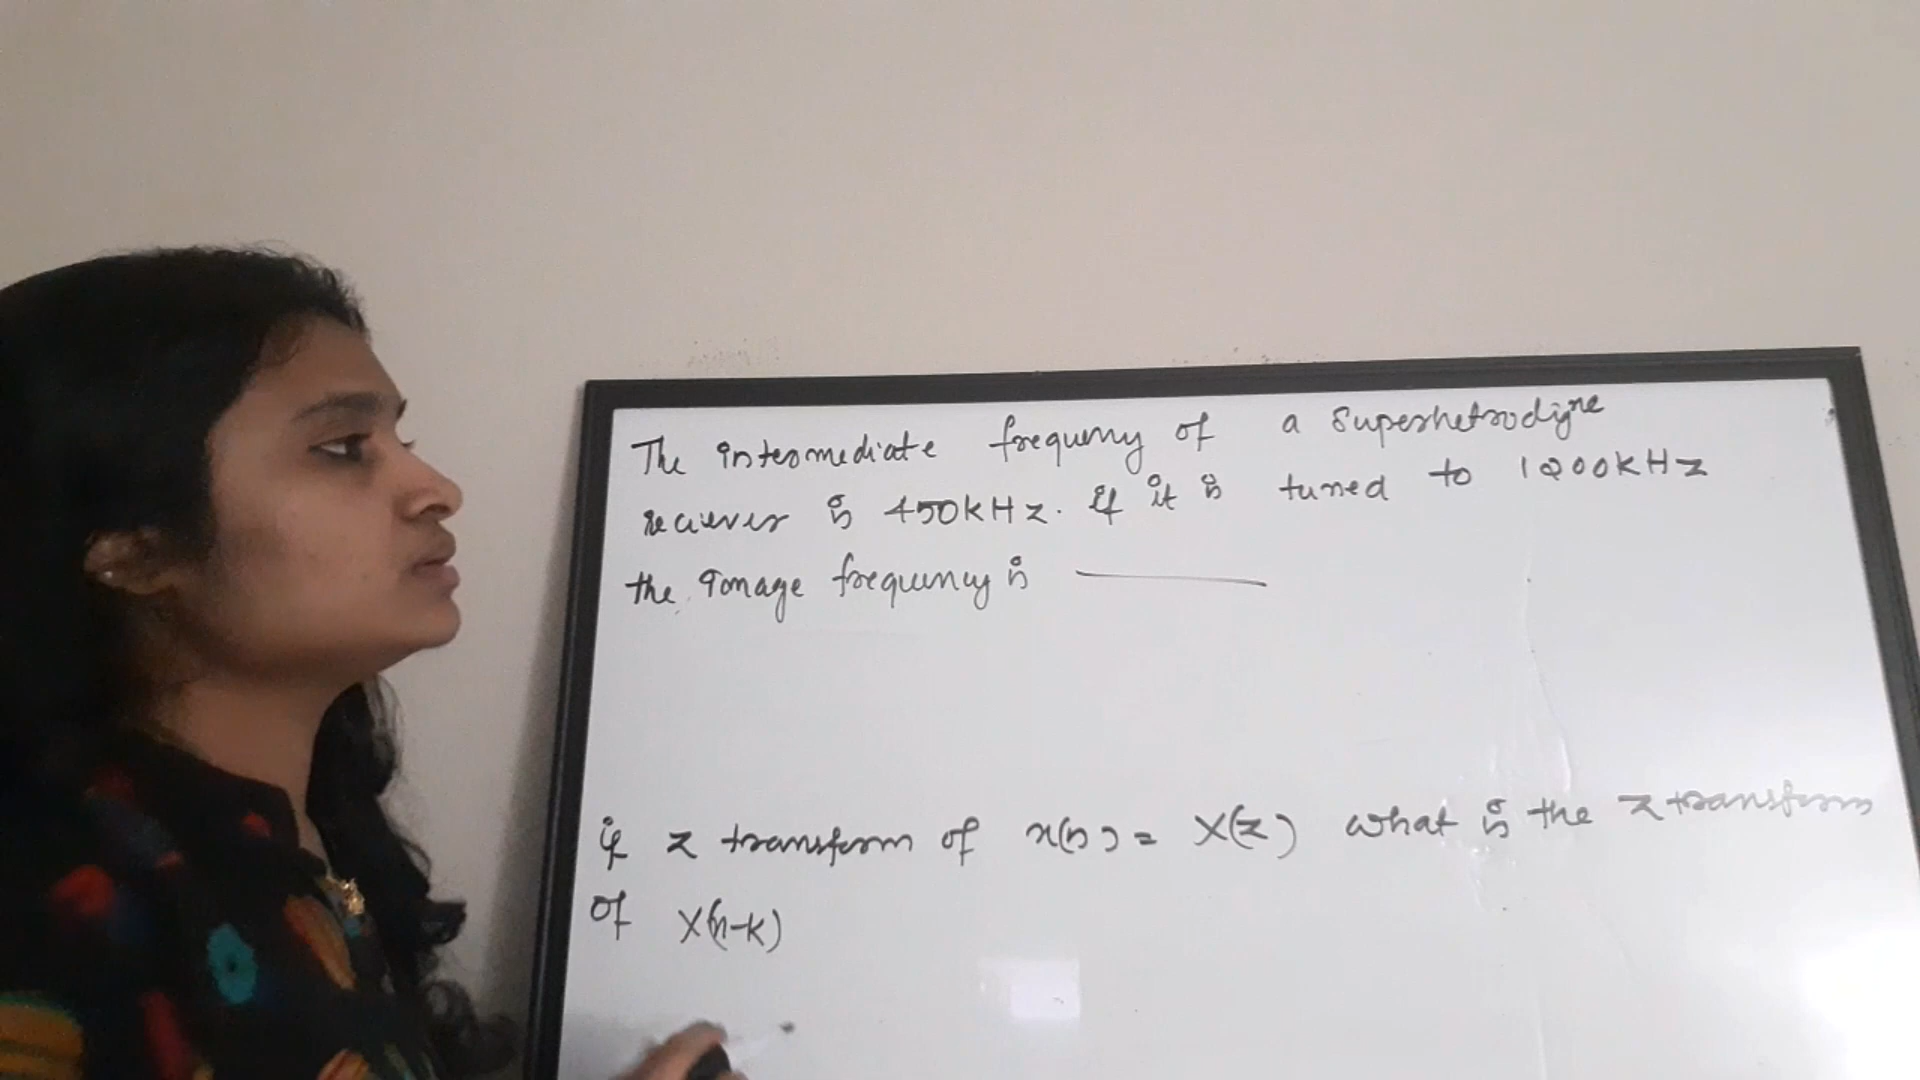 The intermediate frequency of a superhetrodyne
reciever is 450kHz. if it is tuned to 1200kHz
the image frequency is
if z transform of x(n) = X(z) what is the z transform
of x(n-k)